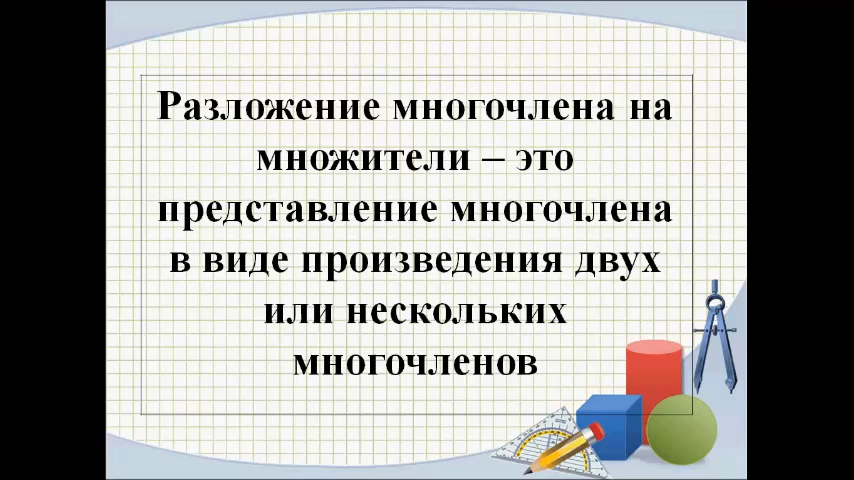 Разложение многочлена на
множители – это
представление многочлена
в виде произведения двух
или нескольких
многочленов